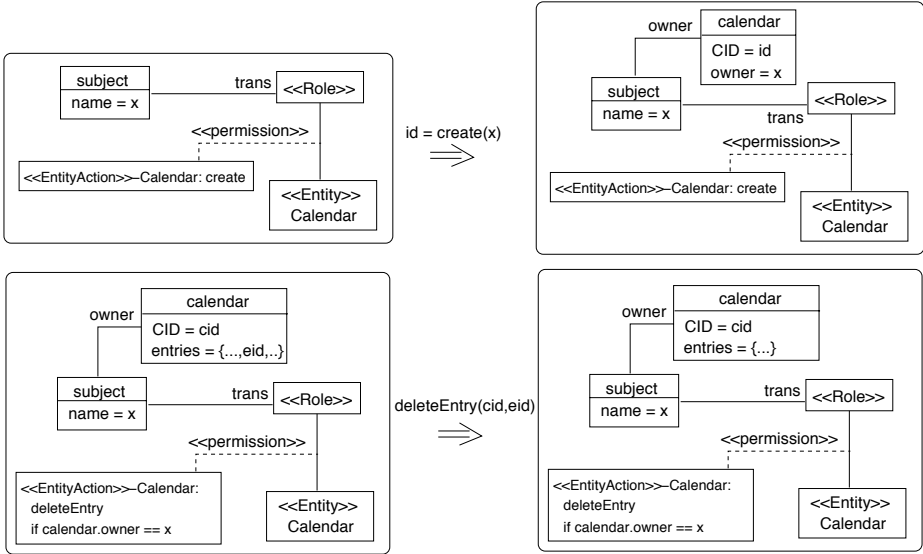 subject
name = x
trans
<<Role>>
<<permission>>
<<EntityAction>>–Calendar: create
<<Entity>>
Calendar
id = create(x)
owner
calendar
CID = id
owner = x
subject
name = x
trans
<<Role>>
<<permission>>
<<EntityAction>>–Calendar: create
<<Entity>>
Calendar
owner
calendar
CID = cid
entries = {...,eid,..}
subject
name = x
trans
<<Role>>
<<permission>>
<<EntityAction>>–Calendar:
deleteEntry
if calendar.owner == x
<<Entity>>
Calendar
deleteEntry(cid,eid)
owner
calendar
CID = cid
entries = {...}
subject
name = x
trans
<<Role>>
<<permission>>
<<EntityAction>>–Calendar:
deleteEntry
if calendar.owner == x
<<Entity>>
Calendar